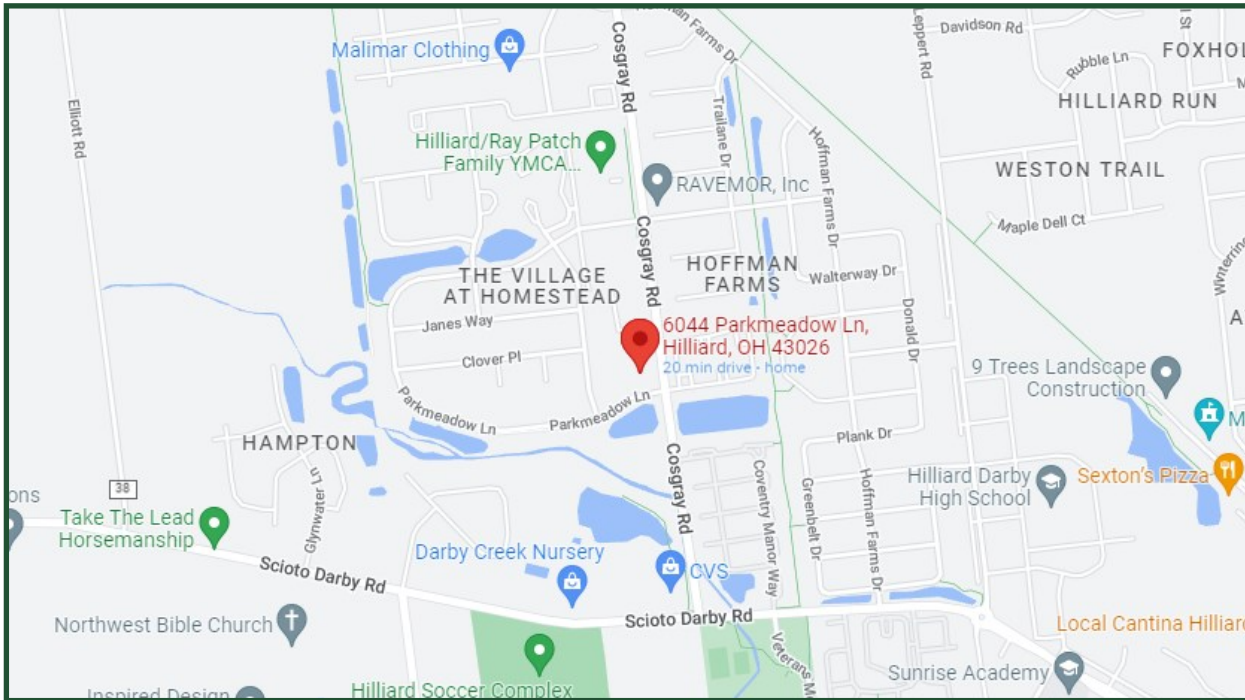 Hoffman Farms Dr
Cosgray Rd
Leppert Rd
Davidson Rd
Malimar Clothing
Rubble Ln
HILLIARD RUN
Elliott Rd
Trailane Dr
Hoffman Farms Dr
Hilliard/Ray Patch
Family YMCA...
RAVEMOR, Inc
WESTON TRAIL
Maple Dell Ct
Cosgray Rd
THE VILLAGE
AT HOMESTEAD
HOFFMAN
FARMS
Walterway Dr
Donald Dr
Janes Way
Clover Pl
6044 Parkmeadow Ln,
Hilliard, OH 43026
20 min drive - home
9 Trees Landscape
Construction
Parkmeadow Ln
Parkmeadow Ln
HAMPTON
Plank Dr
Glynwater Ln
38
Cosgray Rd
Coventry Manor Way
Greenbelt Dr
Hoffman Farms Dr
Hilliard Darby
High School
Sexton's Pizza
Take The Lead
Horsemanship
Scioto Darby Rd
Darby Creek Nursery
CVS
Northwest Bible Church
Scioto Darby Rd
Veterans M
Local Cantina Hilliard
Sunrise Academy
Inspired Design
Hilliard Soccer Complex